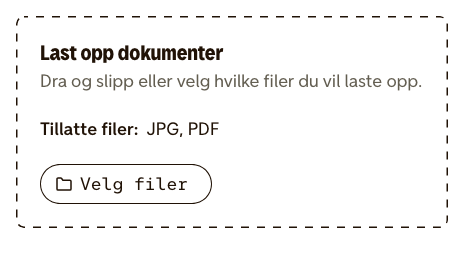 Last opp dokumenter
Dra og slipp eller velg hvilke filer du vil laste opp.
Tillatte filer: JPG, PDF
Velg filer